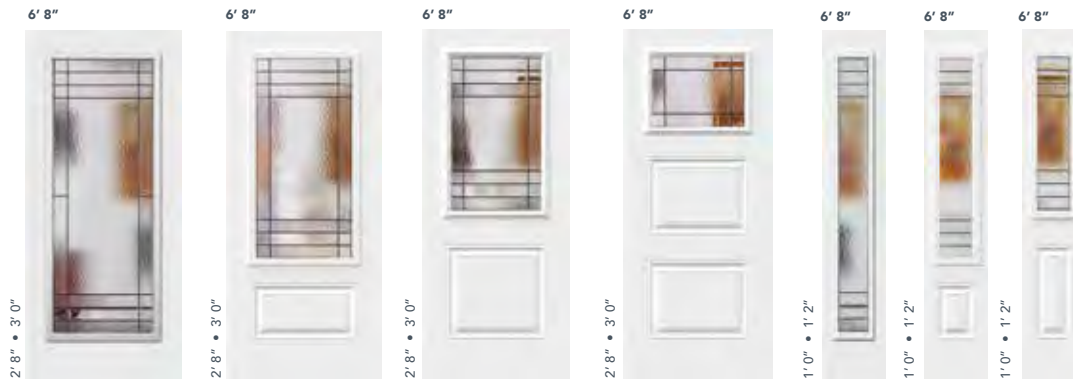 6’ 8”
6’ 8”
6’ 8”
6’ 8”
6’ 8”
6’ 8”
6’ 8”
2’ 8” • 3’ 0”
2’ 8” • 3’ 0”
2’ 8” • 3’ 0”
2’ 8” • 3’ 0”
1’ 0” • 1’ 2”
1’ 0” • 1’ 2”
1’ 0” • 1’ 2”